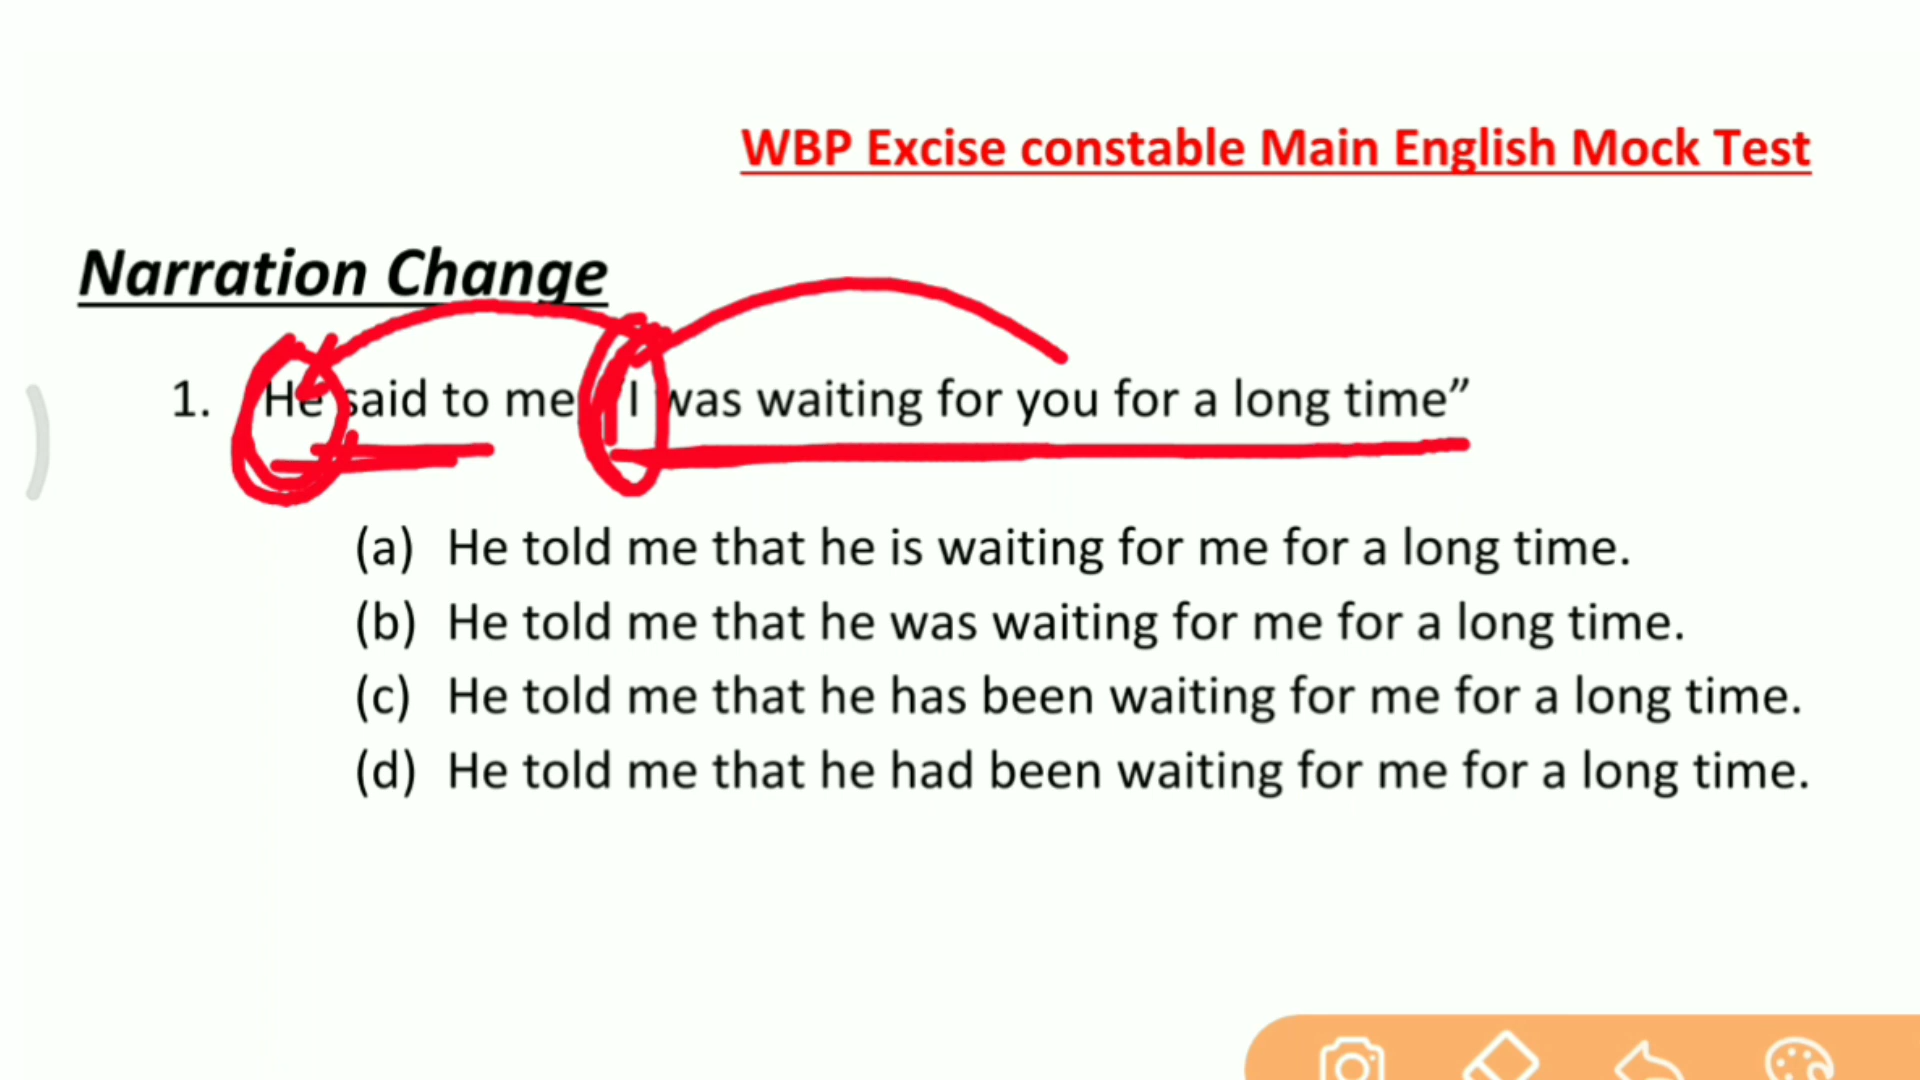 WBP Excise constable Main English Mock Test
Narration Change
1. He said to me “I was waiting for you for a long time”
(a) He told me that he is waiting for me for a long time.
(b) He told me that he was waiting for me for a long time.
(c) He told me that he has been waiting for me for a long time.
(d) He told me that he had been waiting for me for a long time.